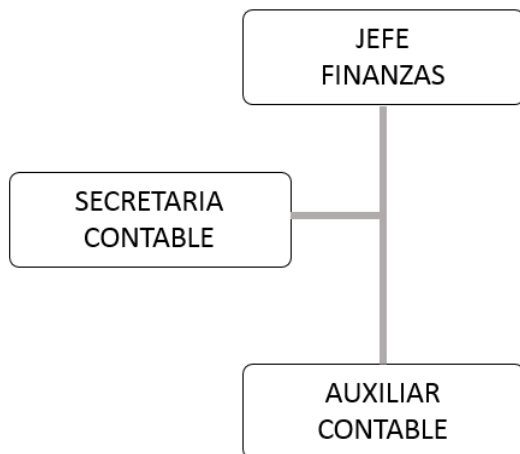 JEFE
FINANZAS
SECRETARIA
CONTABLE
AUXILIAR
CONTABLE